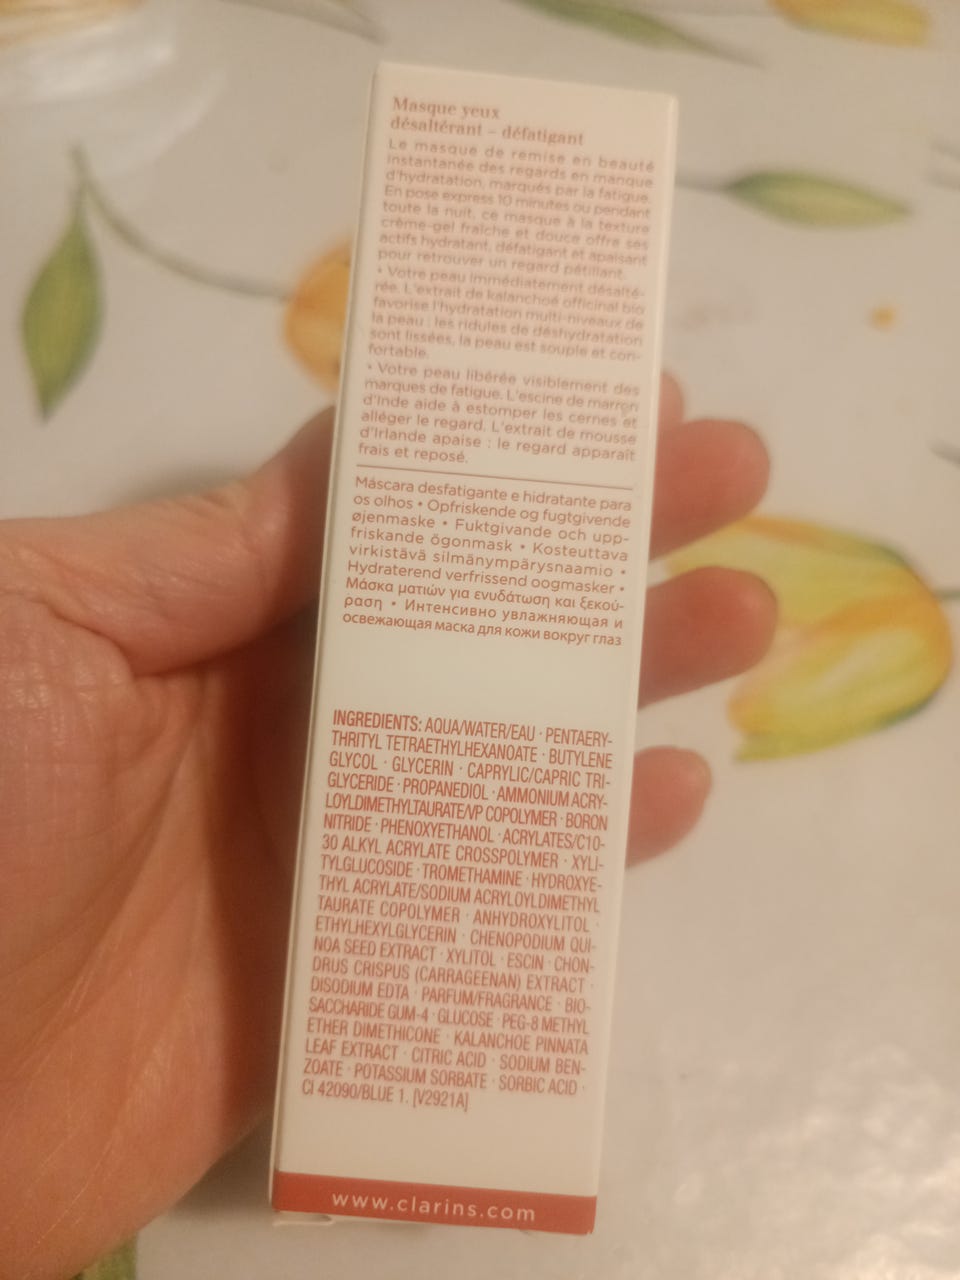 Masque yeux
désaltérant – défatigant
Le masque de remise en beauté
instantanée des regards en manque
d'hydratation, marqués par la fatigue.
En pose express 10 minutes ou pendant
toute la nuit, ce masque à la texture
crème-gel fraîche et douce offre ses
actifs hydratant, défatigant et apaisant
pour retrouver un regard pétillant.
• Votre peau immédiatement désalté-
rée. L'extrait de kalanchoé officinal bio
favorise l'hydratation multi-niveaux de
la peau : les ridules de déshydratation
sont lissées, la peau est souple et con-
fortable.
• Votre peau libérée visiblement des
marques de fatigue. L'escine de marron
d'Inde aide à estomper les cernes et
alléger le regard. L'extrait de mousse
d'Irlande apaise : le regard apparaît
frais et reposé.
Máscara desfatigante e hidratante para
os olhos • Opfriskende og fugtgivende
øjenmaske • Fuktgivande och upp-
friskande ögonmask • Kosteuttava
virkistävä silmänympärysnaamio •
Hydraterend verfrissend oogmasker •
Μάσκα ματιών για ενυδάτωση και ξεκού-
ραση • Интенсивно увлажняющая и
освежающая маска для кожи вокруг глаз
INGREDIENTS: AQUA/WATER/EAU · PENTAERY-
THRITYL TETRAETHYLHEXANOATE · BUTYLENE
GLYCOL · GLYCERIN · CAPRYLIC/CAPRIC TRI-
GLYCERIDE · PROPANEDIOL · AMMONIUM ACRY-
LOYLDIMETHYLTAURATE/VP COPOLYMER · BORON
NITRIDE · PHENOXYETHANOL · ACRYLATES/C10-
30 ALKYL ACRYLATE CROSSPOLYMER · XYLI-
TYLGLUCOSIDE · TROMETHAMINE · HYDROXYE-
THYL ACRYLATE/SODIUM ACRYLOYLDIMETHYL
TAURATE COPOLYMER · ANHYDROXYLITOL ·
ETHYLHEXYLGLYCERIN · CHENOPODIUM QUI-
NOA SEED EXTRACT · XYLITOL · ESCIN · CHON-
DRUS CRISPUS (CARRAGEENAN) EXTRACT ·
DISODIUM EDTA · PARFUM/FRAGRANCE · BIO-
SACCHARIDE GUM-4 · GLUCOSE · PEG-8 METHYL
ETHER DIMETHICONE · KALANCHOE PINNATA
LEAF EXTRACT · CITRIC ACID · SODIUM BEN-
ZOATE · POTASSIUM SORBATE · SORBIC ACID ·
CI 42090/BLUE 1. [V2921A]
www.clarins.com